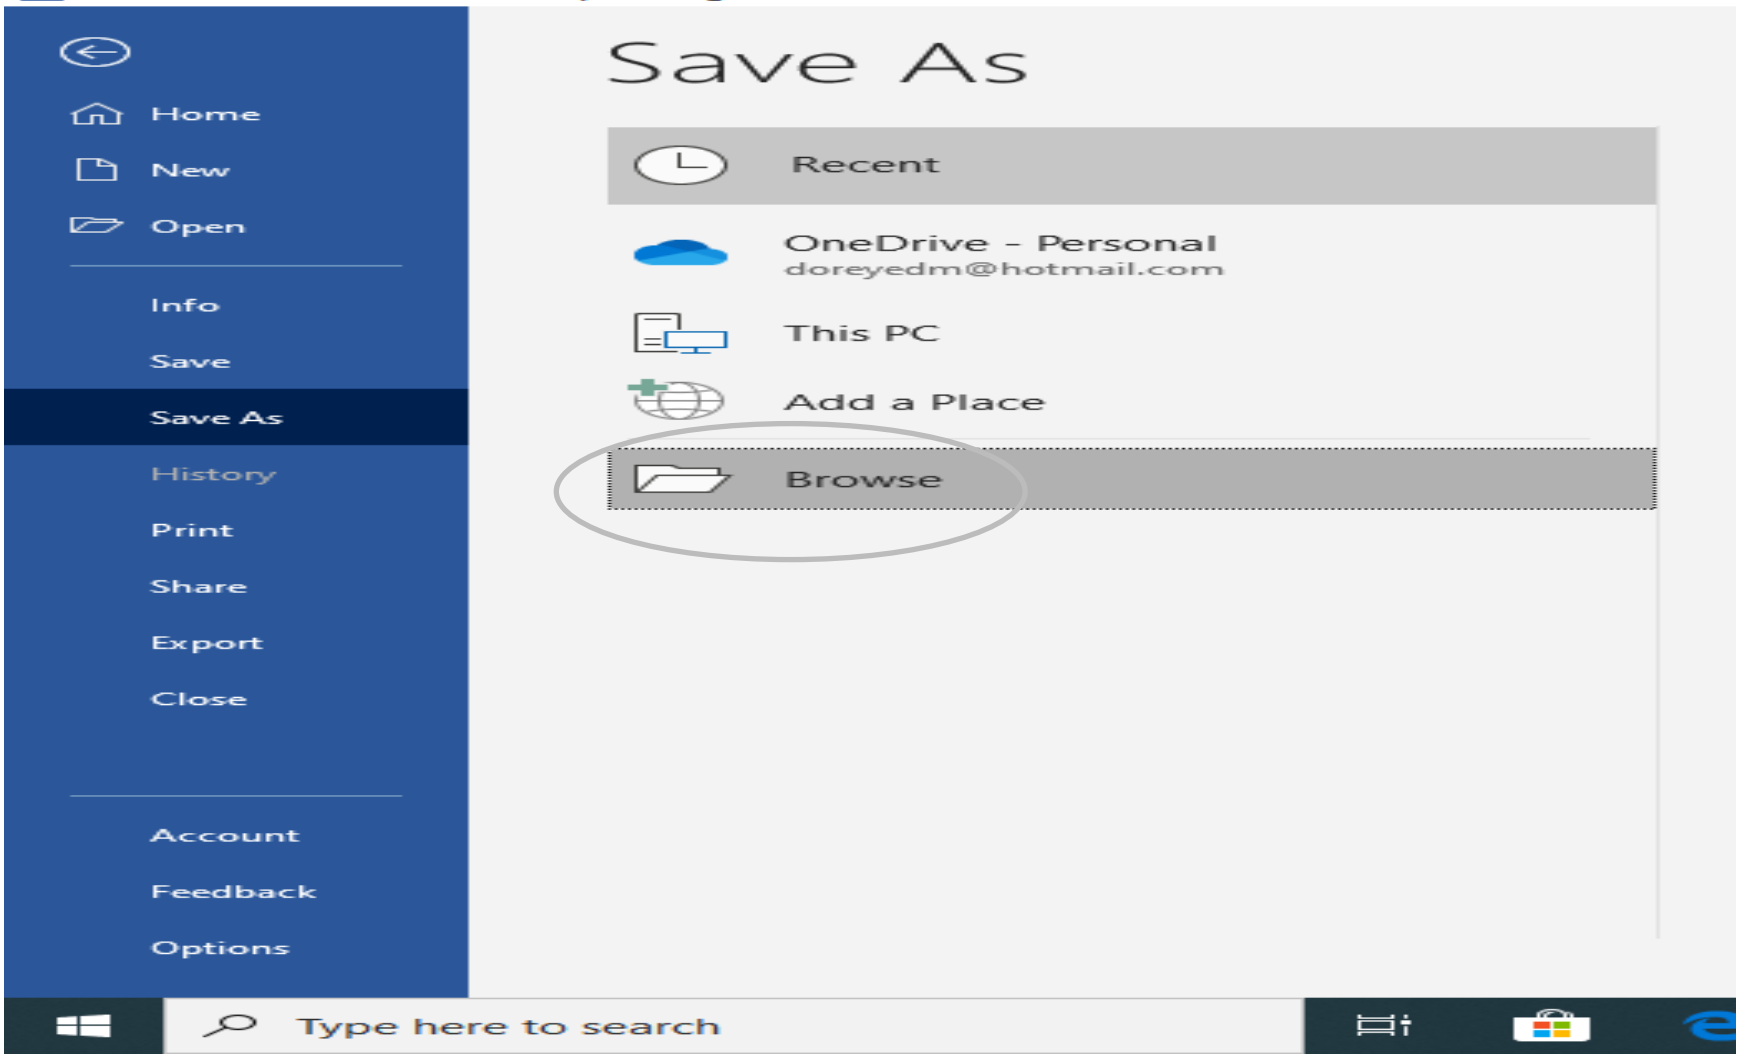 Save As
Home
New
Open
Info
Save
Save As
History
Print
Share
Export
Close
Account
Feedback
Options
Recent
OneDrive - Personal
doreyedm@hotmail.com
This PC
Add a Place
Browse
Type here to search